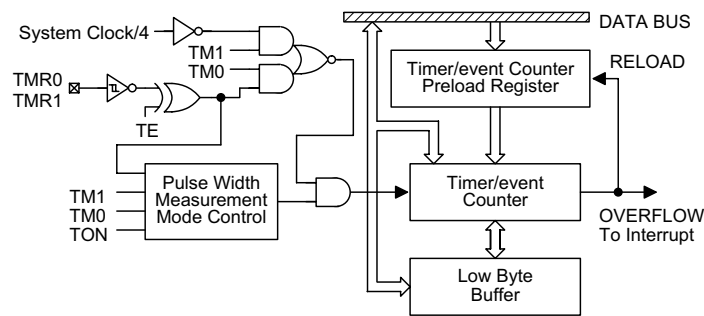 DATA BUS
System Clock/4
TM1
TM0
TMR0
TMR1
TE
Timer/event Counter
Preload Register
RELOAD
Pulse Width
Measurement
Mode Control
TM1
TM0
TON
Timer/event
Counter
OVERFLOW
To Interrupt
Low Byte
Buffer